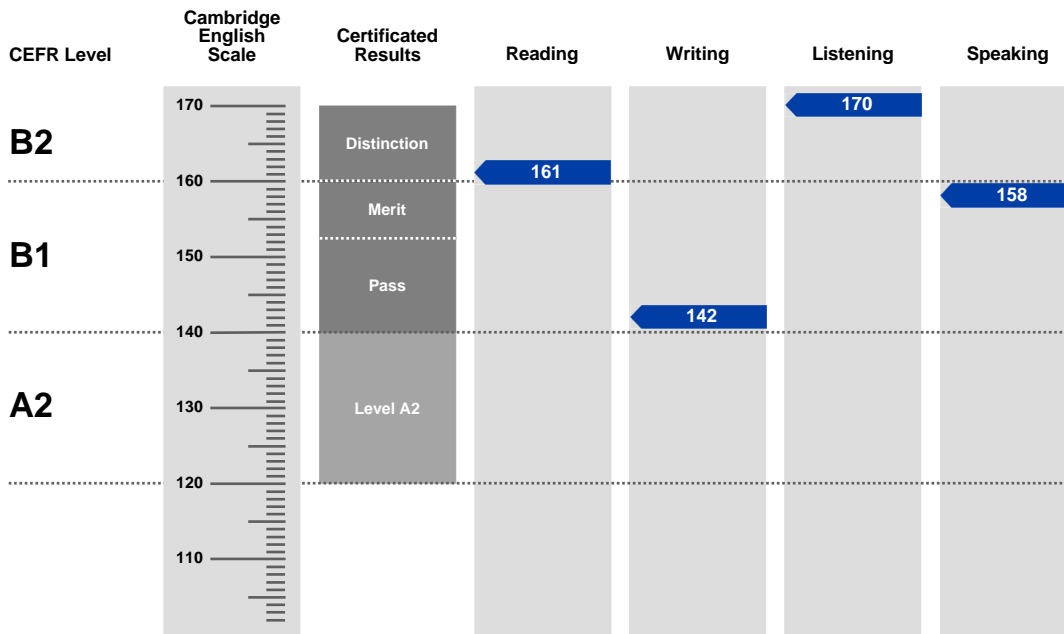 CEFR Level
Cambridge
English
Scale
Certificated
Results
Reading
Writing
Listening
Speaking
170
170
B2
Distinction
161
160
158
Merit
B1
150
Pass
142
140
A2
130
Level A2
120
110